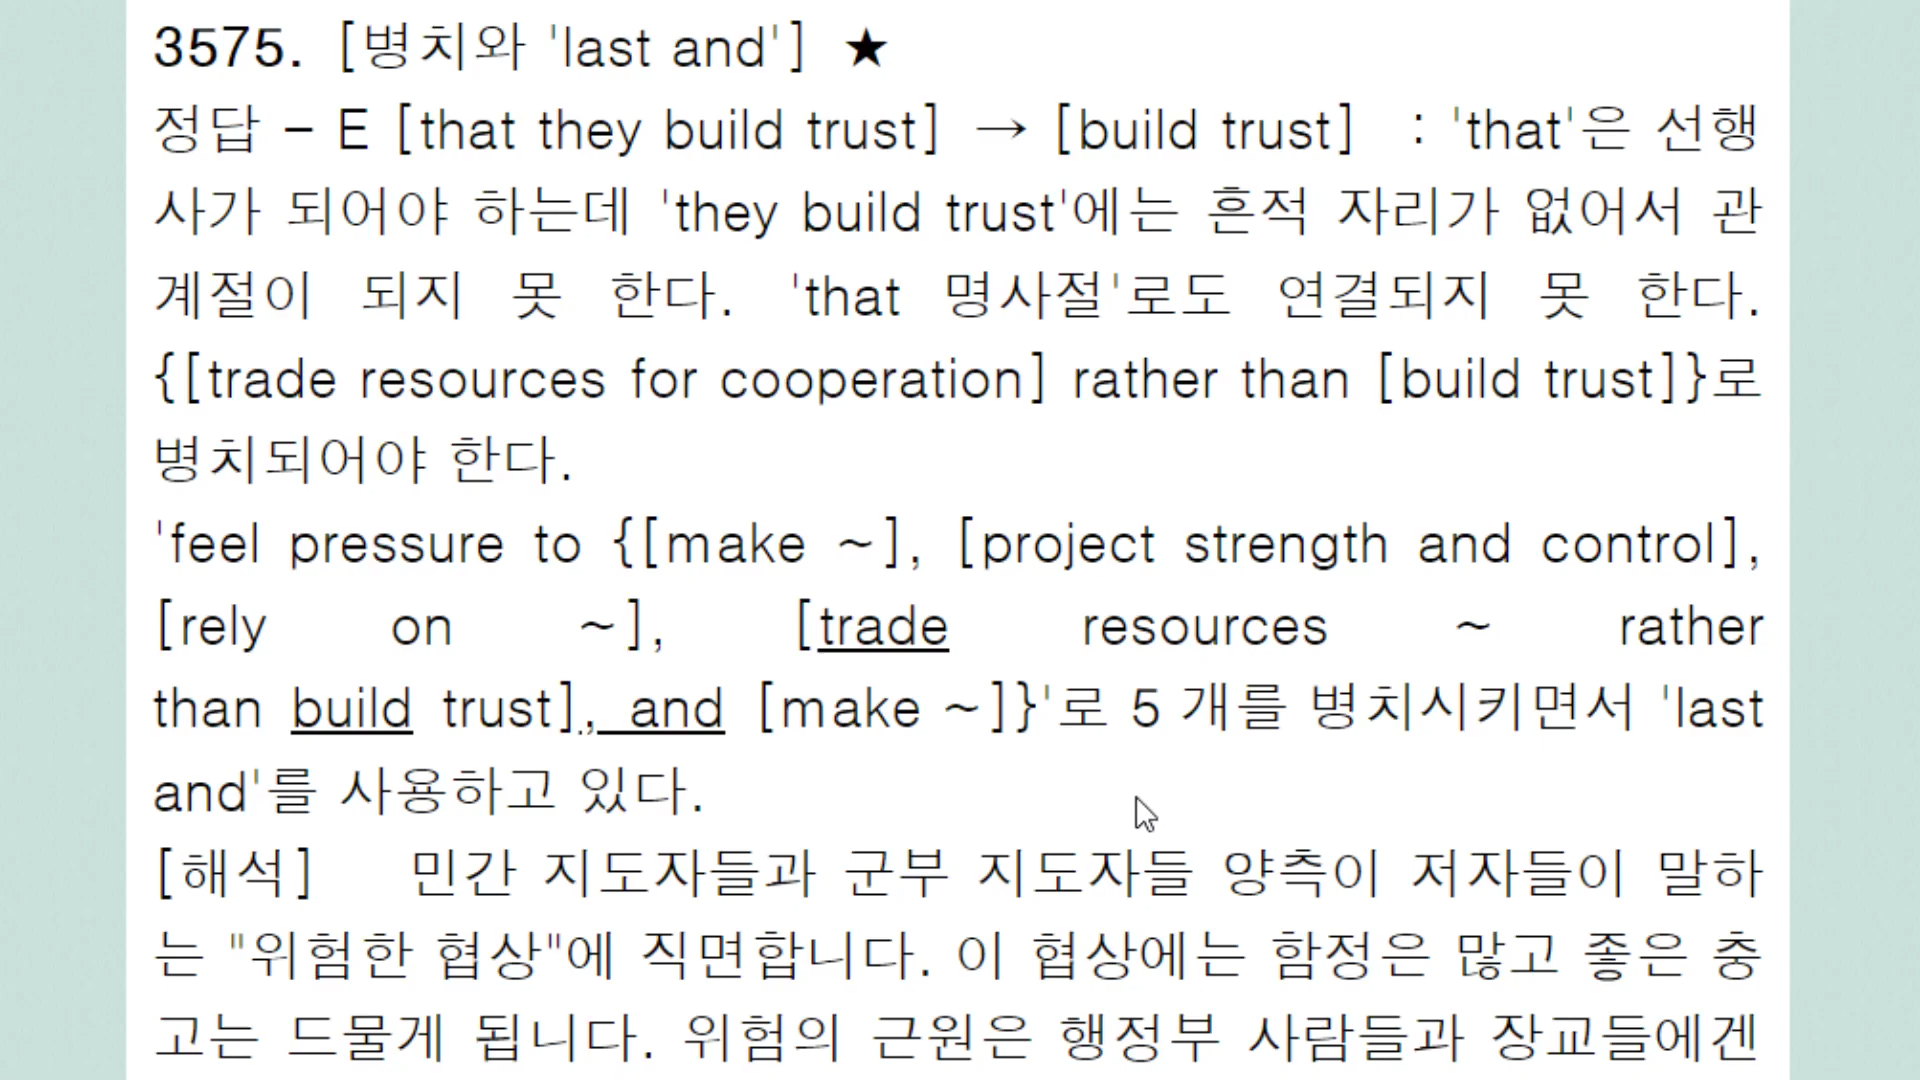 3575. [병치와 'last and'] ★
정답 – E [that they build trust] → [build trust] : 'that'은 선행
사가 되어야 하는데 'they build trust'에는 흔적 자리가 없어서 관
계절이 되지 못 한다. 'that 명사절'로도 연결되지 못 한다.
{[trade resources for cooperation] rather than [build trust]}로
병치되어야 한다.
'feel pressure to {[make ~], [project strength and control],
[rely on ~], [trade resources ~ rather
than build trust], and [make ~]}'로 5 개를 병치시키면서 'last
and'를 사용하고 있다.
[해석] 민간 지도자들과 군부 지도자들 양측이 저자들이 말하
는 "위험한 협상"에 직면합니다. 이 협상에는 함정은 많고 좋은 충
고는 드물게 됩니다. 위험의 근원은 행정부 사람들과 장교들에겐